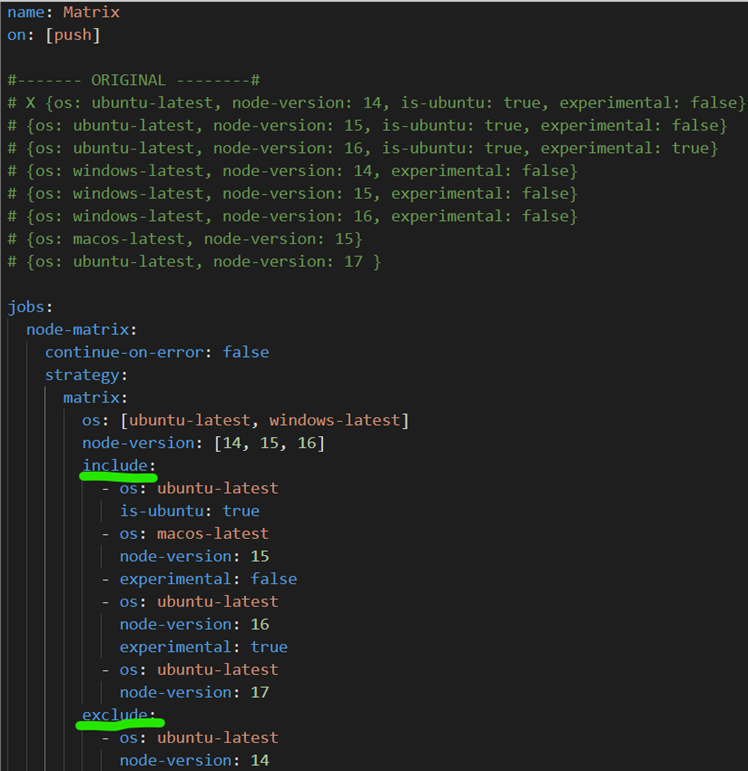 name: Matrix
on: [push]
#------- ORIGINAL --------#
# X {os: ubuntu-latest, node-version: 14, is-ubuntu: true, experimental: false}
# {os: ubuntu-latest, node-version: 15, is-ubuntu: true, experimental: false}
# {os: ubuntu-latest, node-version: 16, is-ubuntu: true, experimental: true}
# {os: windows-latest, node-version: 14, experimental: false}
# {os: windows-latest, node-version: 15, experimental: false}
# {os: windows-latest, node-version: 16, experimental: false}
# {os: macos-latest, node-version: 15}
# {os: ubuntu-latest, node-version: 17 }
jobs:
  node-matrix:
    continue-on-error: false
    strategy:
      matrix:
        os: [ubuntu-latest, windows-latest]
        node-version: [14, 15, 16]
        include:
          - os: ubuntu-latest
            is-ubuntu: true
          - os: macos-latest
            node-version: 15
          - experimental: false
          - os: ubuntu-latest
            node-version: 16
            experimental: true
          - os: ubuntu-latest
            node-version: 17
        exclude:
          - os: ubuntu-latest
            node-version: 14